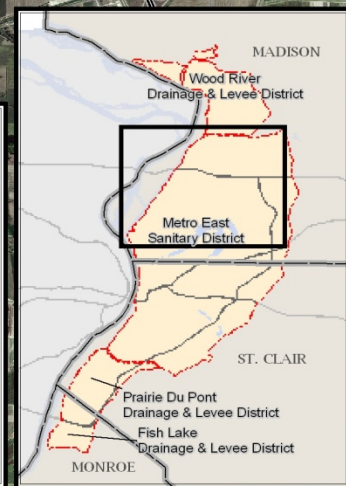 MADISON
Wood River
Drainage & Levee District
Metro East
Sanitary District
ST. CLAIR
Prairie Du Pont
Drainage & Levee District
Fish Lake
Drainage & Levee District
MONROE